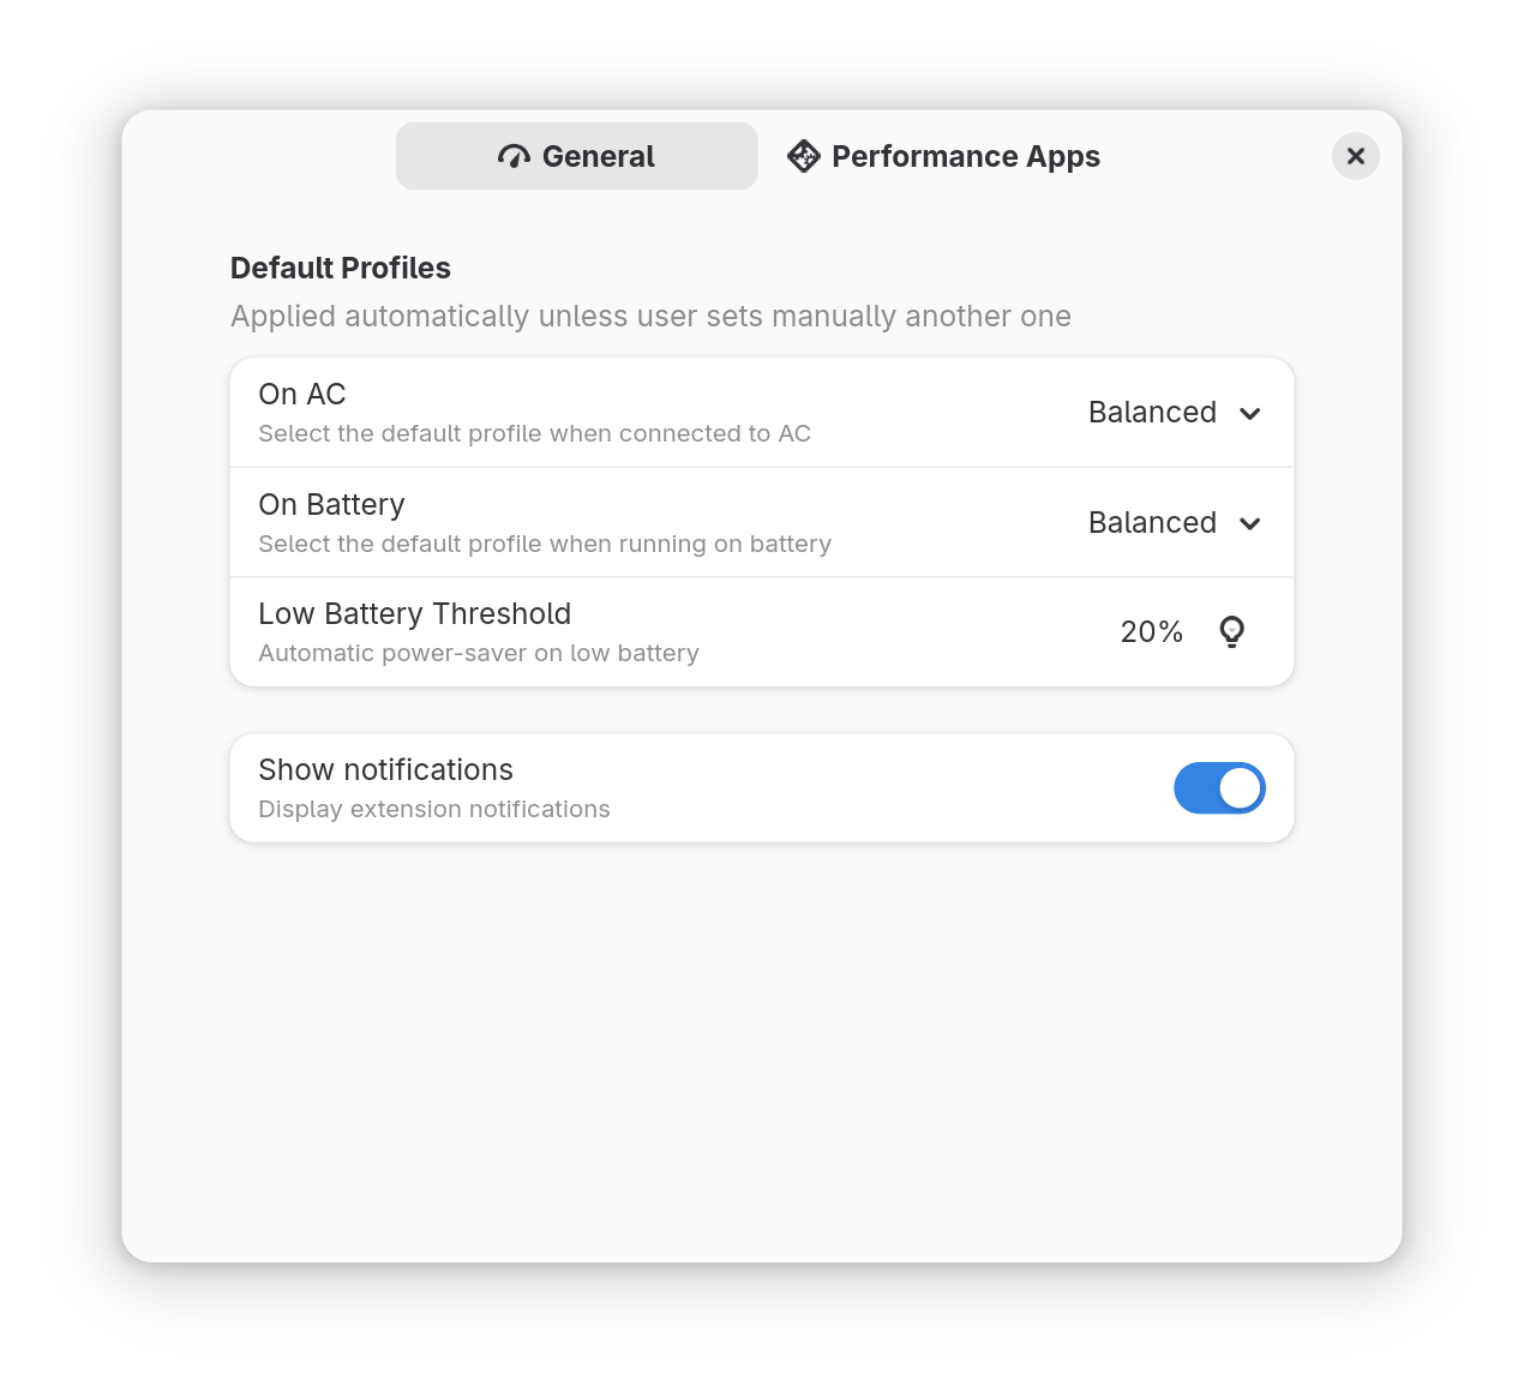 General
Performance Apps
Default Profiles
Applied automatically unless user sets manually another one
On AC
Select the default profile when connected to AC
Balanced
On Battery
Select the default profile when running on battery
Balanced
Low Battery Threshold
Automatic power-saver on low battery
20%
Show notifications
Display extension notifications